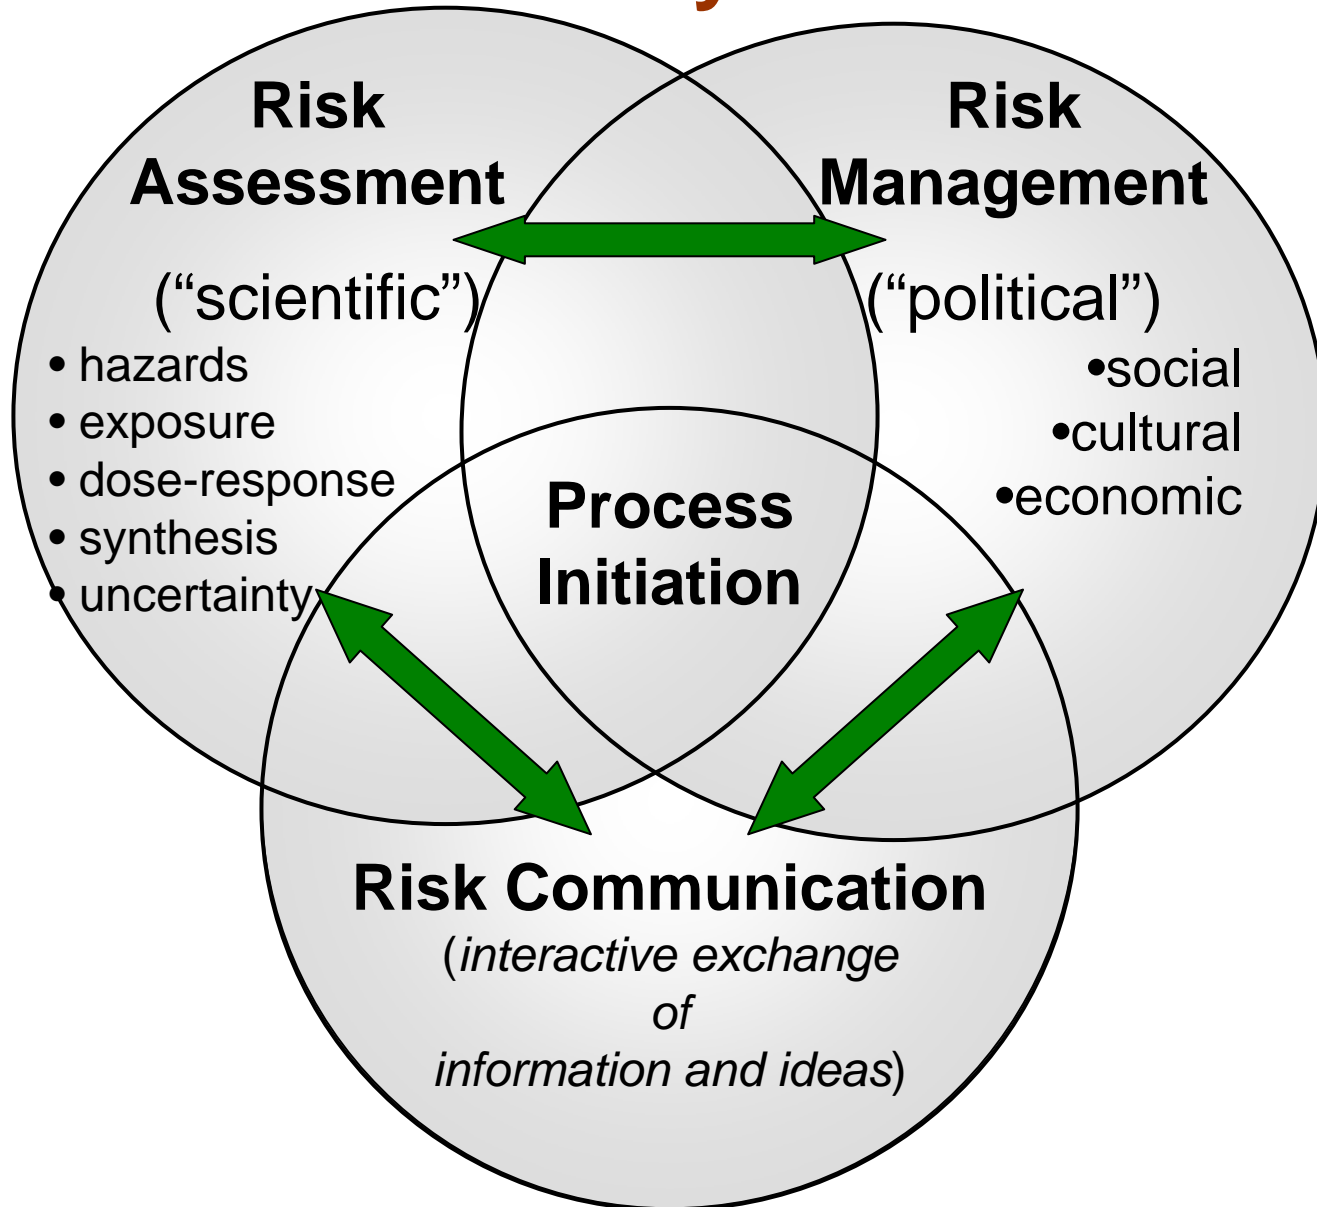 Risk
Assessment
(“scientific”)
• hazards
• exposure
• dose-response
• synthesis
• uncertainty
Risk
Management
(“political”)
•social
•cultural
•economic
Process
Initiation
Risk Communication
(interactive exchange
of
information and ideas)